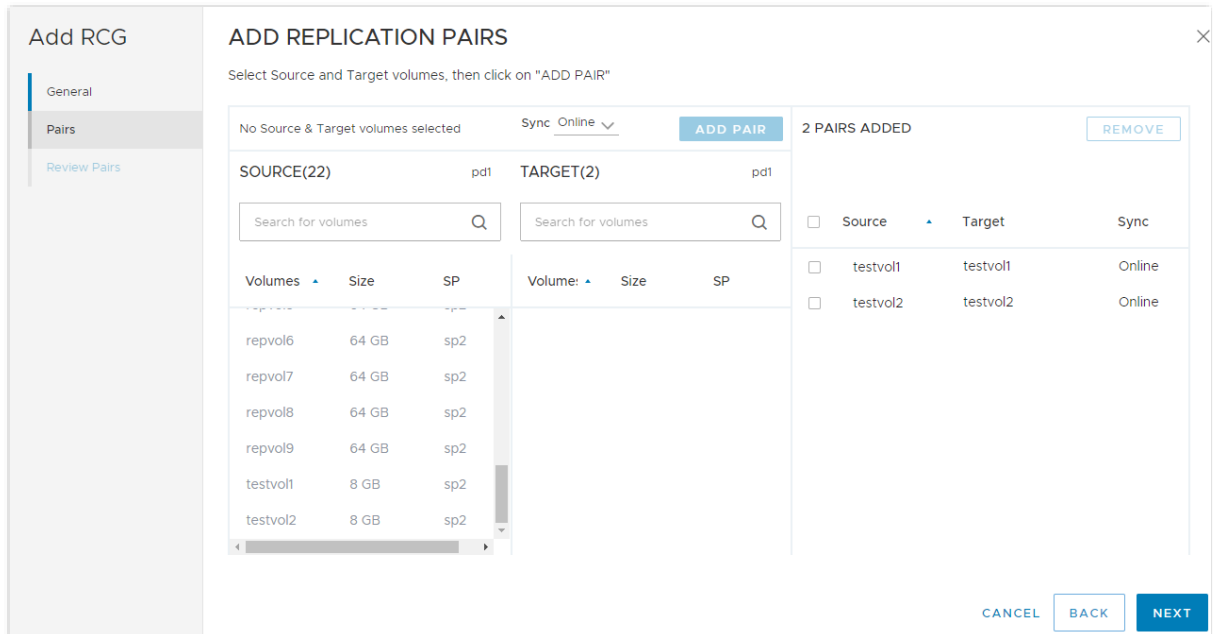 Add RCG
General
Pairs
Review Pairs
ADD REPLICATION PAIRS
Select Source and Target volumes, then click on "ADD PAIR"
No Source & Target volumes selected Sync Online ADD PAIR
SOURCE(22) pd1 TARGET(2) pd1
Search for volumes Search for volumes
Volumes Size SP Volume: Size SP
repvol6 64 GB sp2
repvol7 64 GB sp2
repvol8 64 GB sp2
repvol9 64 GB sp2
testvol1 8 GB sp2
testvol2 8 GB sp2
2 PAIRS ADDED REMOVE
Source Target Sync
testvol1 testvol1 Online
testvol2 testvol2 Online
CANCEL BACK NEXT